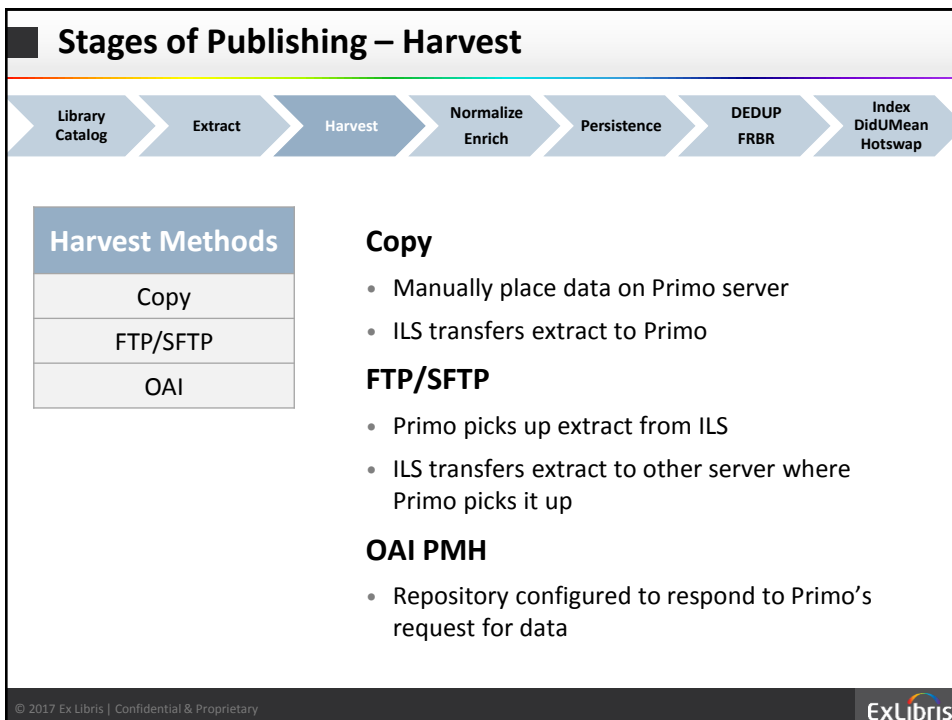 Stages of Publishing – Harvest
Library
Catalog
Extract
Harvest
Normalize
Enrich
Persistence
DEDUP
FRBR
Index
DidUMean
Hotswap
Harvest Methods
Copy
FTP/SFTP
OAI
Copy
• Manually place data on Primo server
• ILS transfers extract to Primo
FTP/SFTP
• Primo picks up extract from ILS
• ILS transfers extract to other server where
Primo picks it up
OAI PMH
• Repository configured to respond to Primo's
request for data
© 2017 Ex Libris | Confidential & Proprietary
ExLibris